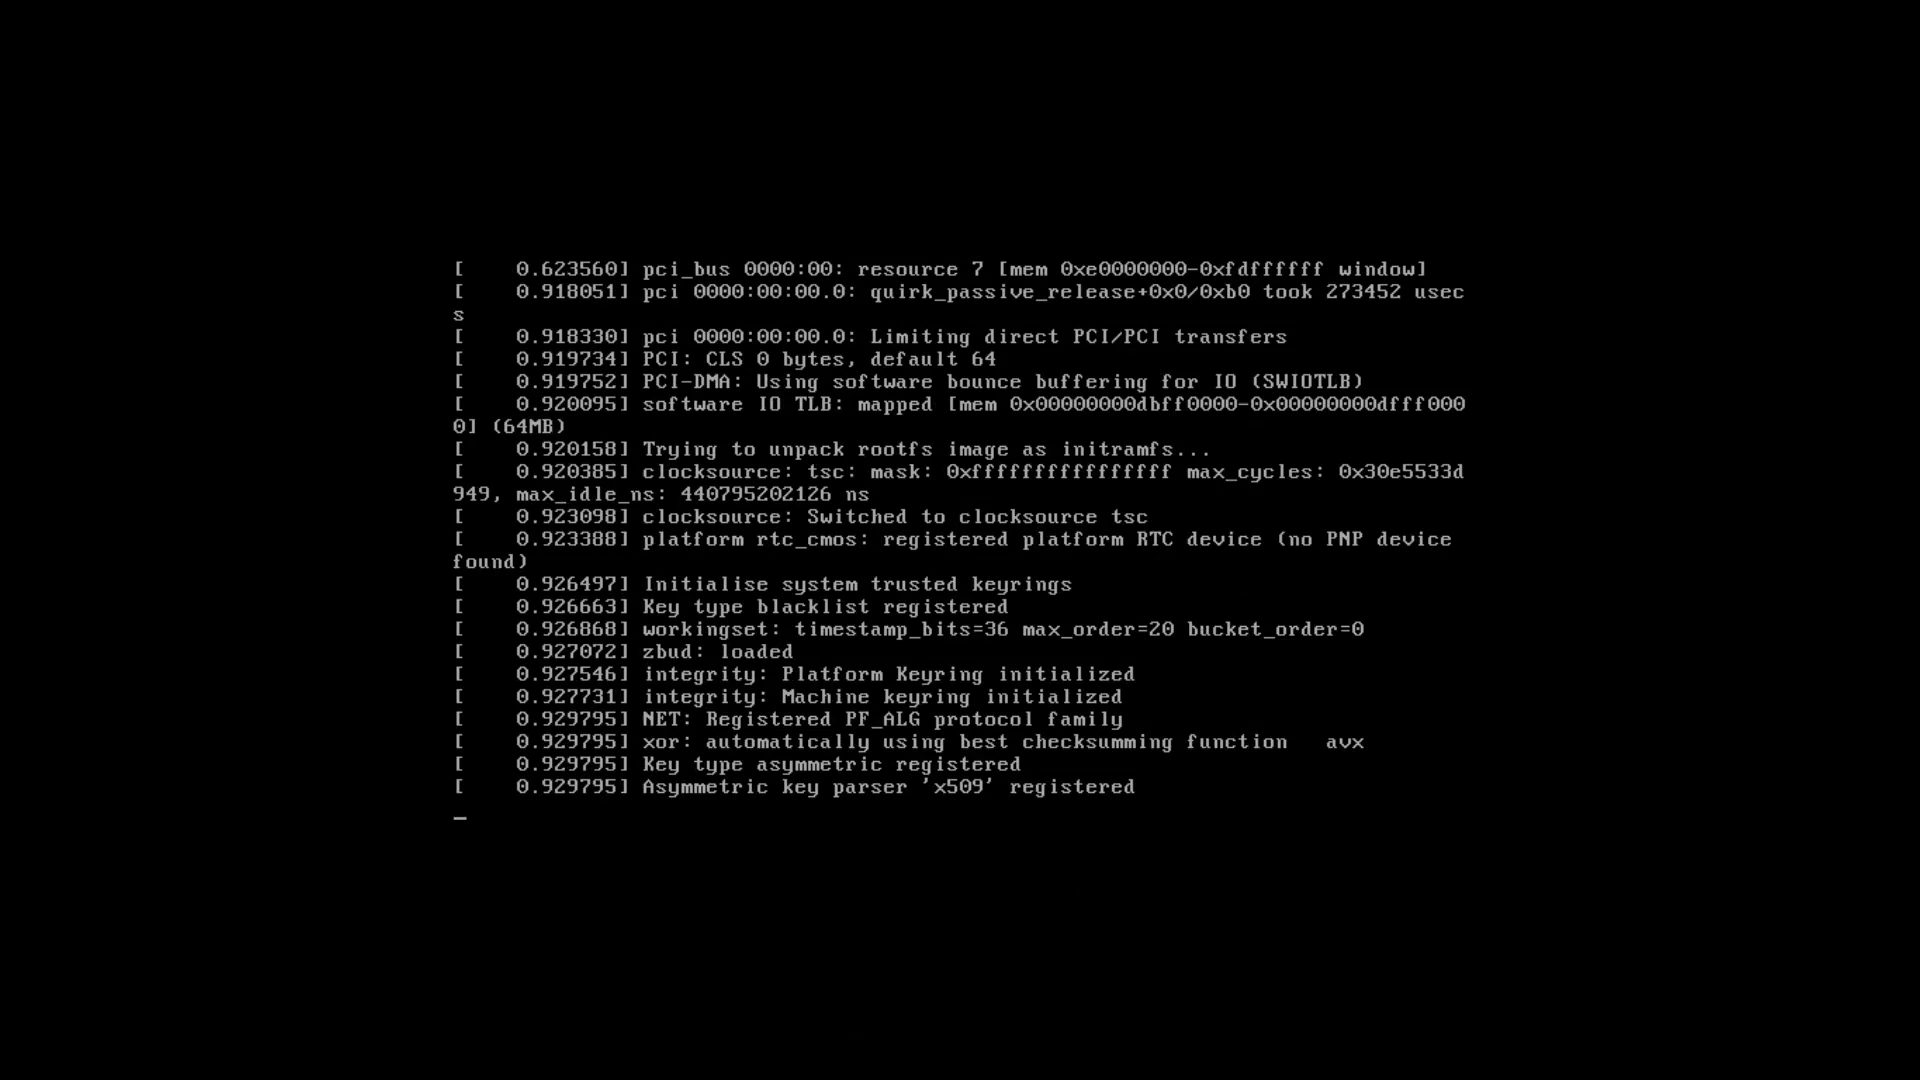 [    0.623560] pci_bus 0000:00: resource 7 [mem 0xe0000000-0xfdffffff window]
[    0.918051] pci 0000:00:00.0: quirk_passive_release+0x0/0xb0 took 273452 usec
s
[    0.918330] pci 0000:00:00.0: Limiting direct PCI/PCI transfers
[    0.919734] PCI: CLS 0 bytes, default 64
[    0.919752] PCI-DMA: Using software bounce buffering for IO (SWIOTLB)
[    0.920095] software IO TLB: mapped [mem 0x00000000dbff0000-0x00000000dfff000
0] (64MB)
[    0.920158] Trying to unpack rootfs image as initramfs...
[    0.920385] clocksource: tsc: mask: 0xffffffffffffffff max_cycles: 0x30e5533d
949, max_idle_ns: 440795202126 ns
[    0.923098] clocksource: Switched to clocksource tsc
[    0.923388] platform rtc_cmos: registered platform RTC device (no PNP device
found)
[    0.926497] Initialise system trusted keyrings
[    0.926663] Key type blacklist registered
[    0.926868] workingset: timestamp_bits=36 max_order=20 bucket_order=0
[    0.927072] zbud: loaded
[    0.927546] integrity: Platform Keyring initialized
[    0.927731] integrity: Machine keyring initialized
[    0.929795] NET: Registered PF_ALG protocol family
[    0.929795] xor: automatically using best checksumming function   avx
[    0.929795] Key type asymmetric registered
[    0.929795] Asymmetric key parser 'x509' registered
_